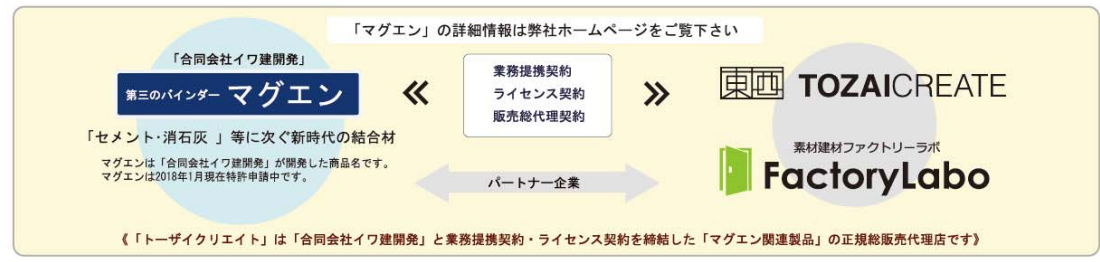 「マグエン」の詳細情報は弊社ホームページをご覧下さい
「合同会社イワ建開発」
第三のバインダー マグエン
「セメント・消石灰 」等に次ぐ新時代の結合材
マグエンは「合同会社イワ建開発」が開発した商品名です。
マグエンは2018年1月現在特許申請中です。
業務提携契約
ライセンス契約
販売総代理契約
パートナー企業
東西 TOZAICREATE
素材建材ファクトリーラボ
FactoryLabo
《「トーザイクリエイト」は「合同会社イワ建開発」と業務提携契約・ライセンス契約を締結した「マグエン関連製品」の正規総販売代理店です》